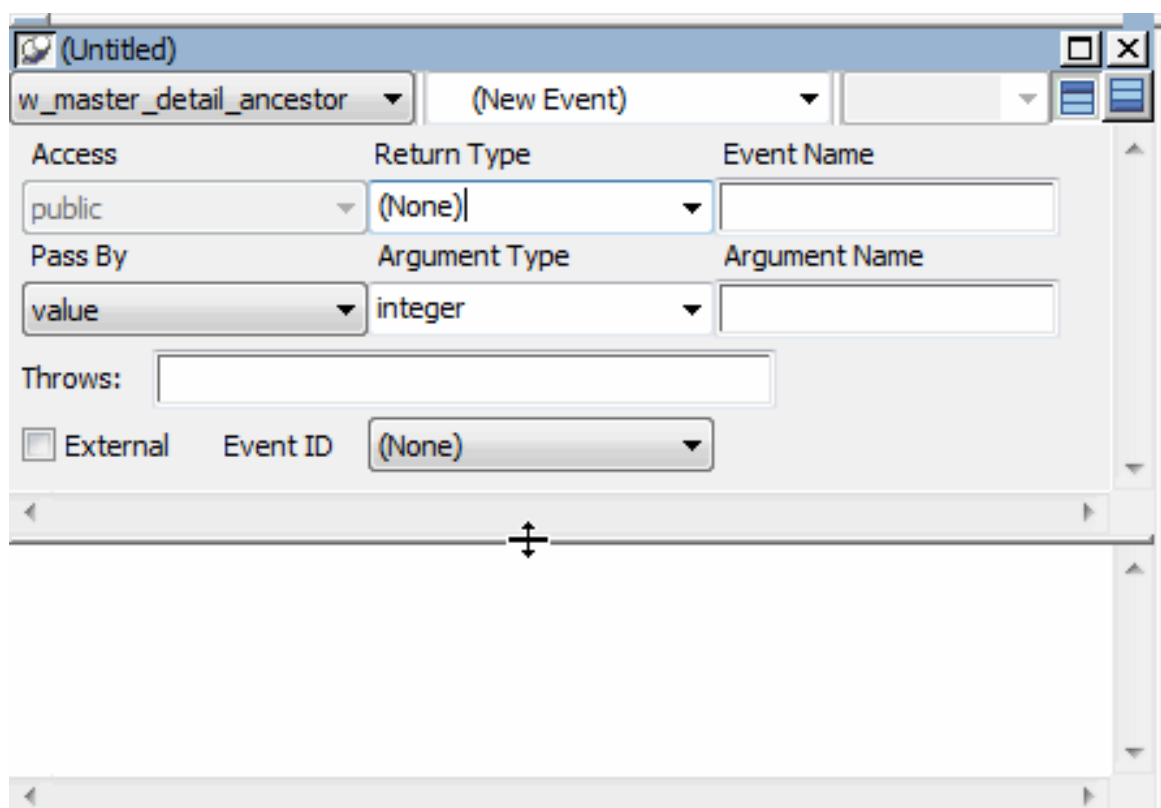 (Untitled)
w_master_detail_ancestor (New Event)
Access Return Type Event Name
public (None)
Pass By Argument Type Argument Name
value integer
Throws:
External Event ID (None)